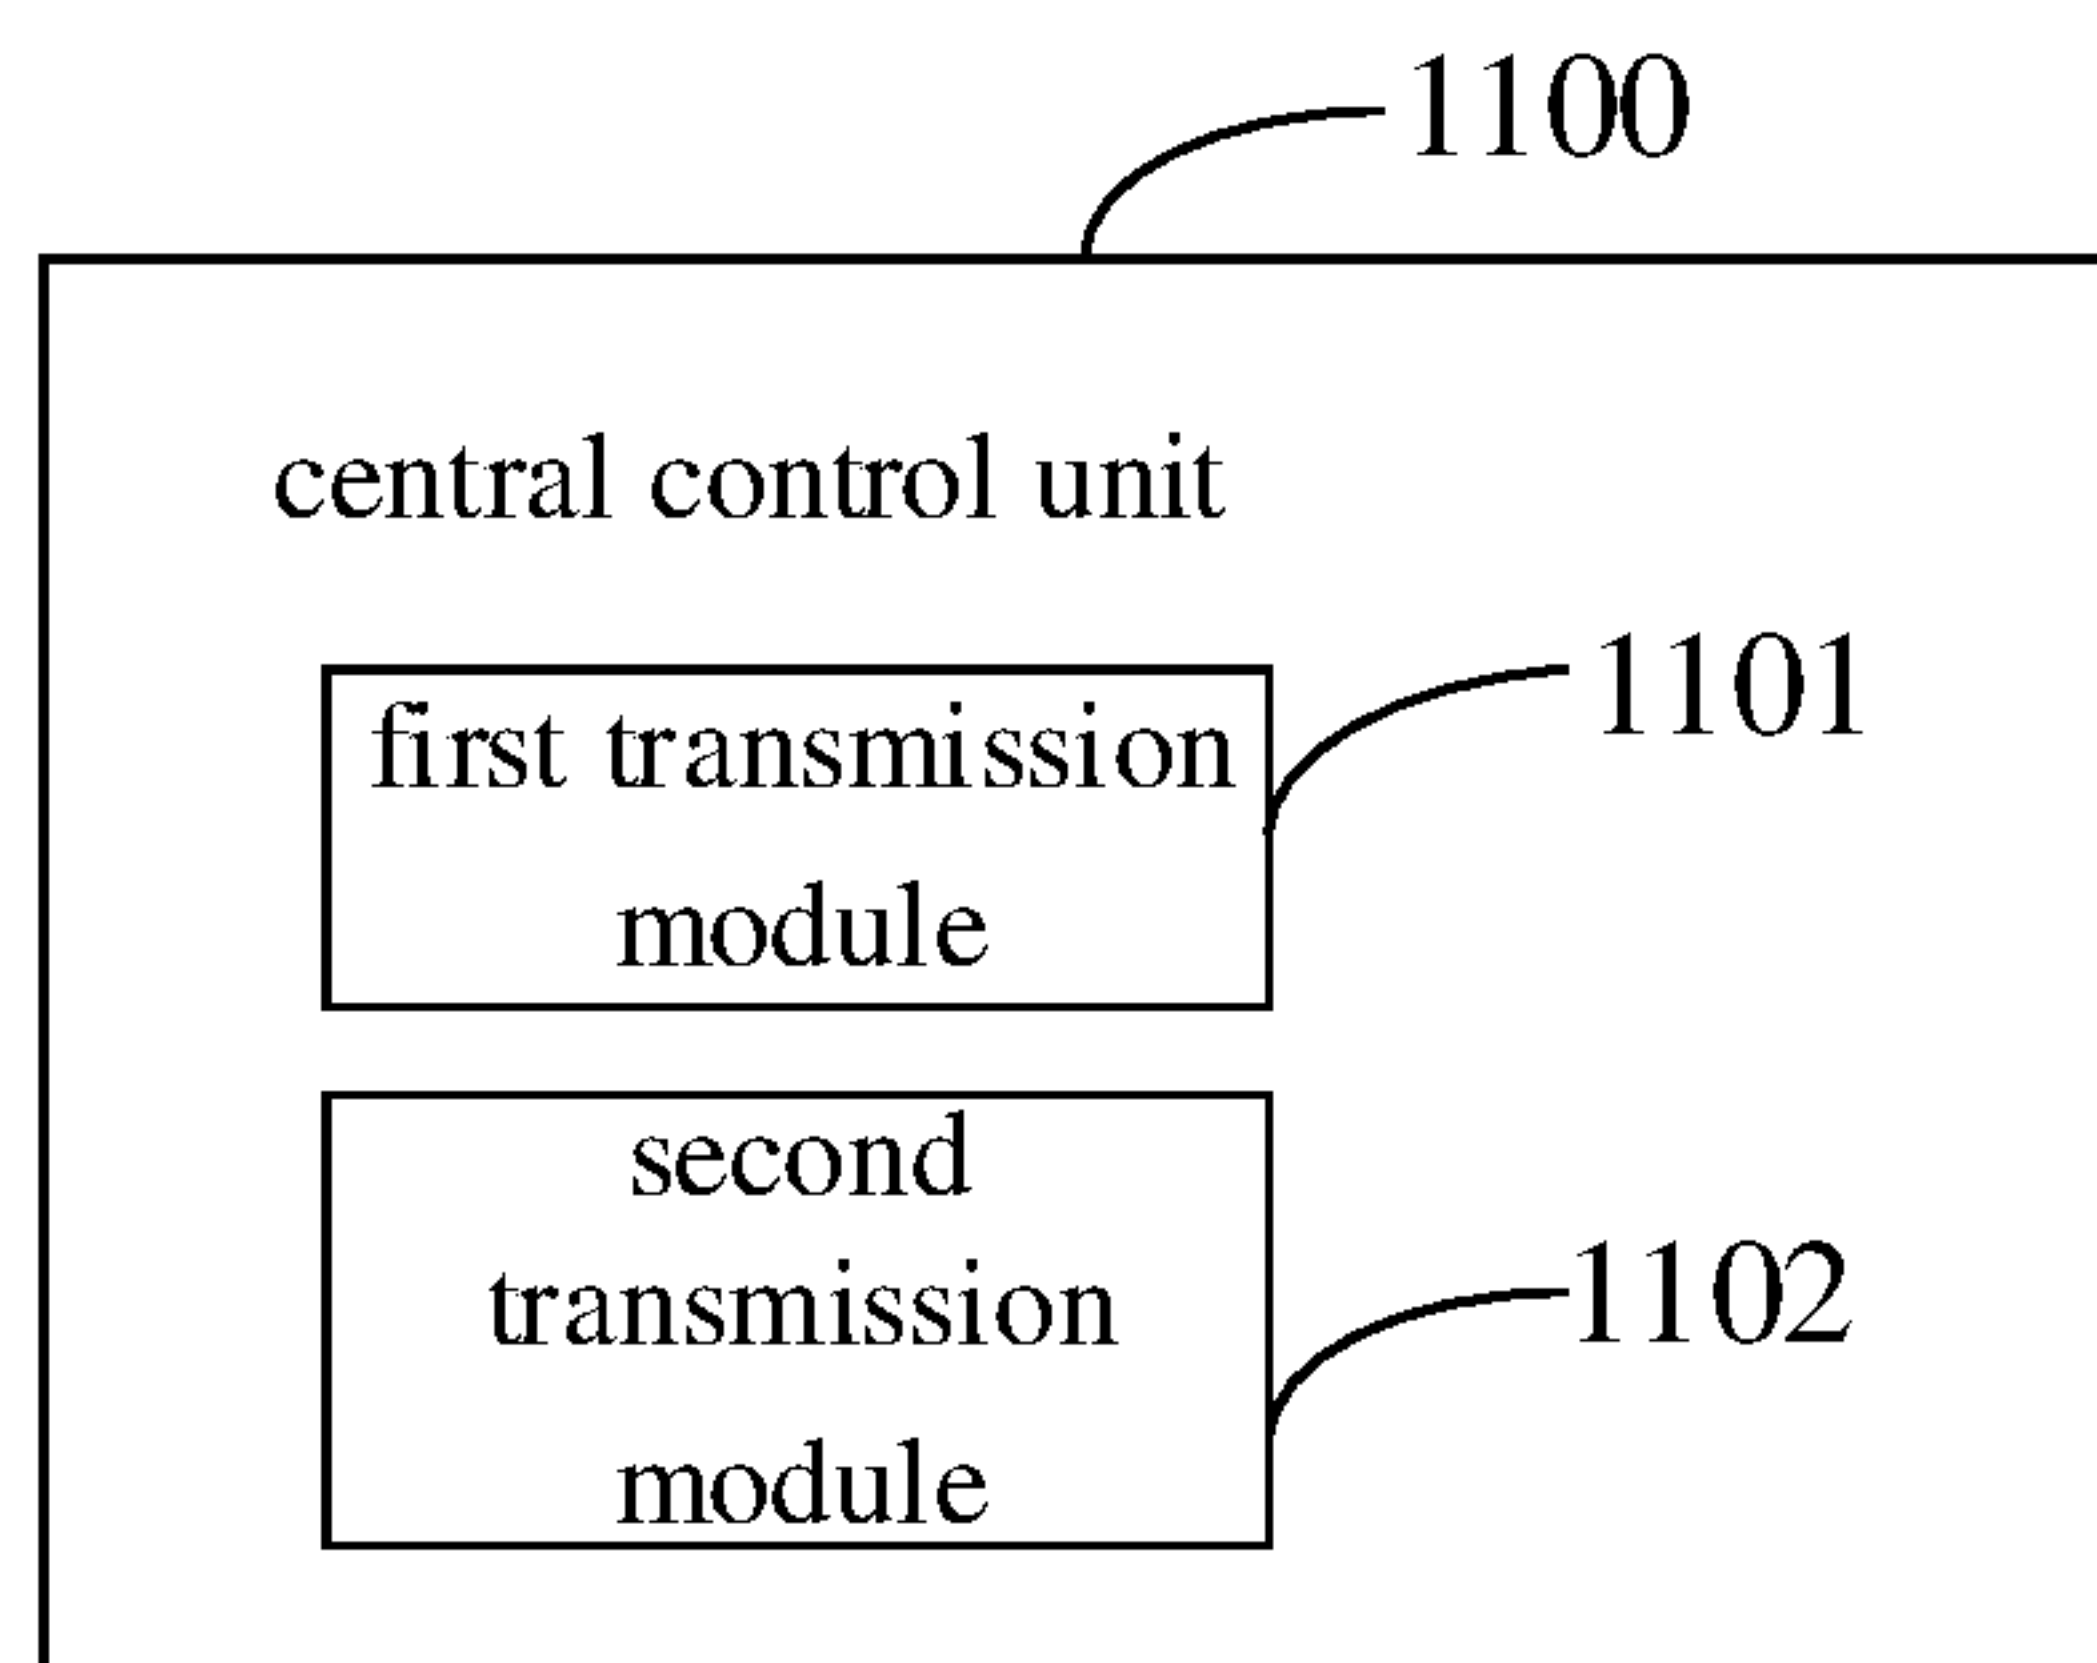 1100
central control unit
1101
first transmission
module
second
transmission
1102
module